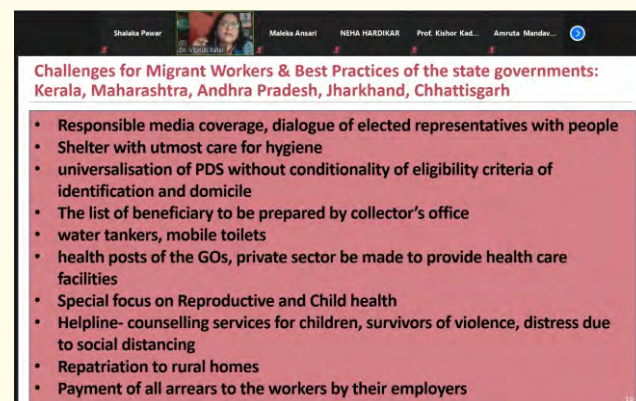 Shalaka Pawar
Maleka Ansari
NEHA HARDIKAR
Prof. Kishor Kad...
Amruta Mandav...
Dr. Vibhuti Patel
Challenges for Migrant Workers & Best Practices of the state governments:
Kerala, Maharashtra, Andhra Pradesh, Jharkhand, Chhattisgarh
• Responsible media coverage, dialogue of elected representatives with people
• Shelter with utmost care for hygiene
• universalisation of PDS without conditionality of eligibility criteria of
identification and domicile
• The list of beneficiary to be prepared by collector's office
• water tankers, mobile toilets
• health posts of the GOs, private sector be made to provide health care
facilities
• Special focus on Reproductive and Child health
• Helpline- counselling services for children, survivors of violence, distress due
to social distancing
• Repatriation to rural homes
• Payment of all arrears to the workers by their employers